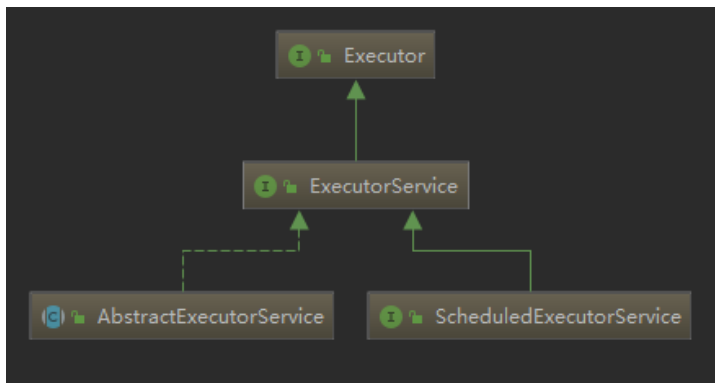 I Executor
I ExecutorService
C AbstractExecutorService
I ScheduledExecutorService